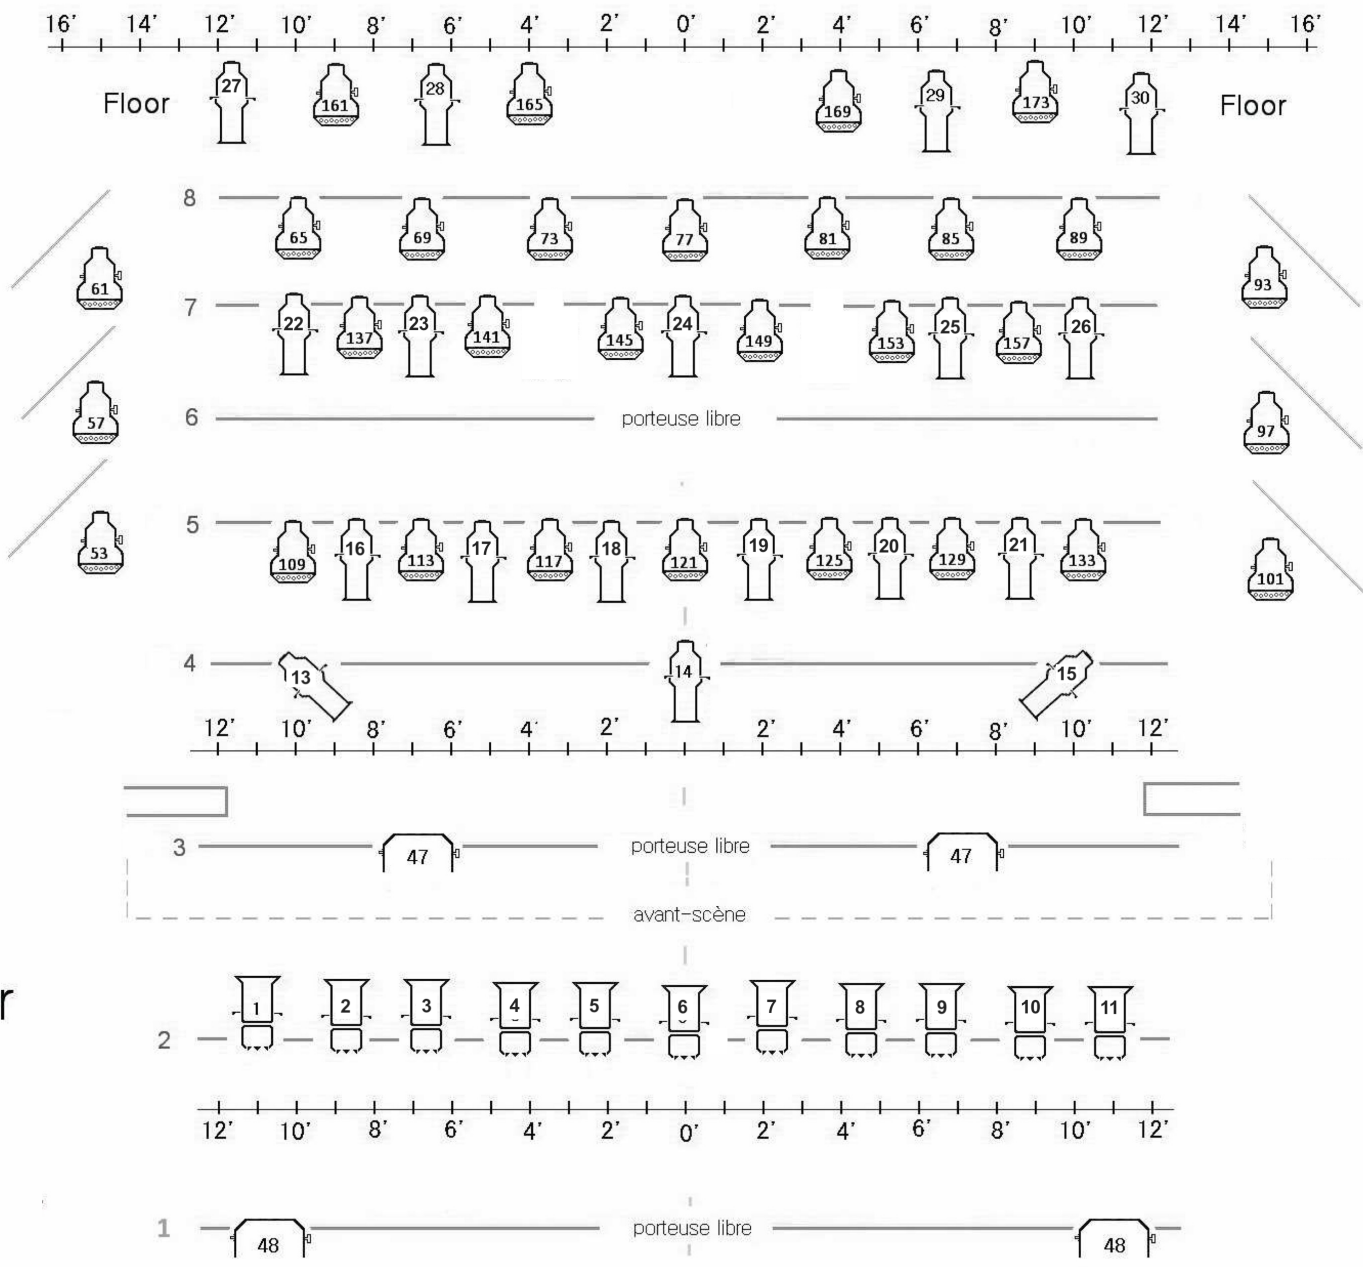 16' 14' 12' 10' 8' 6' 4' 2' 0' 2' 4' 6' 8' 10' 12' 14' 16'
Floor 27 161 28 165 169 29 173 30 Floor
8
65 69 73 77 81 85 89
61 93
7
22 137 23 141 145 24 149 153 25 157 26
6 porteuse libre
57 97
5
109 16 113 17 117 18 121 19 125 20 129 21 133
53 101
4 13 14 15
12' 10' 8' 6' 4' 2' 0' 2' 4' 6' 8' 10' 12'
3 47 porteuse libre 47
avant-scène
r
1 2 3 4 5 6 7 8 9 10 11
2
12' 10' 8' 6' 4' 2' 0' 2' 4' 6' 8' 10' 12'
1 48 porteuse libre 48